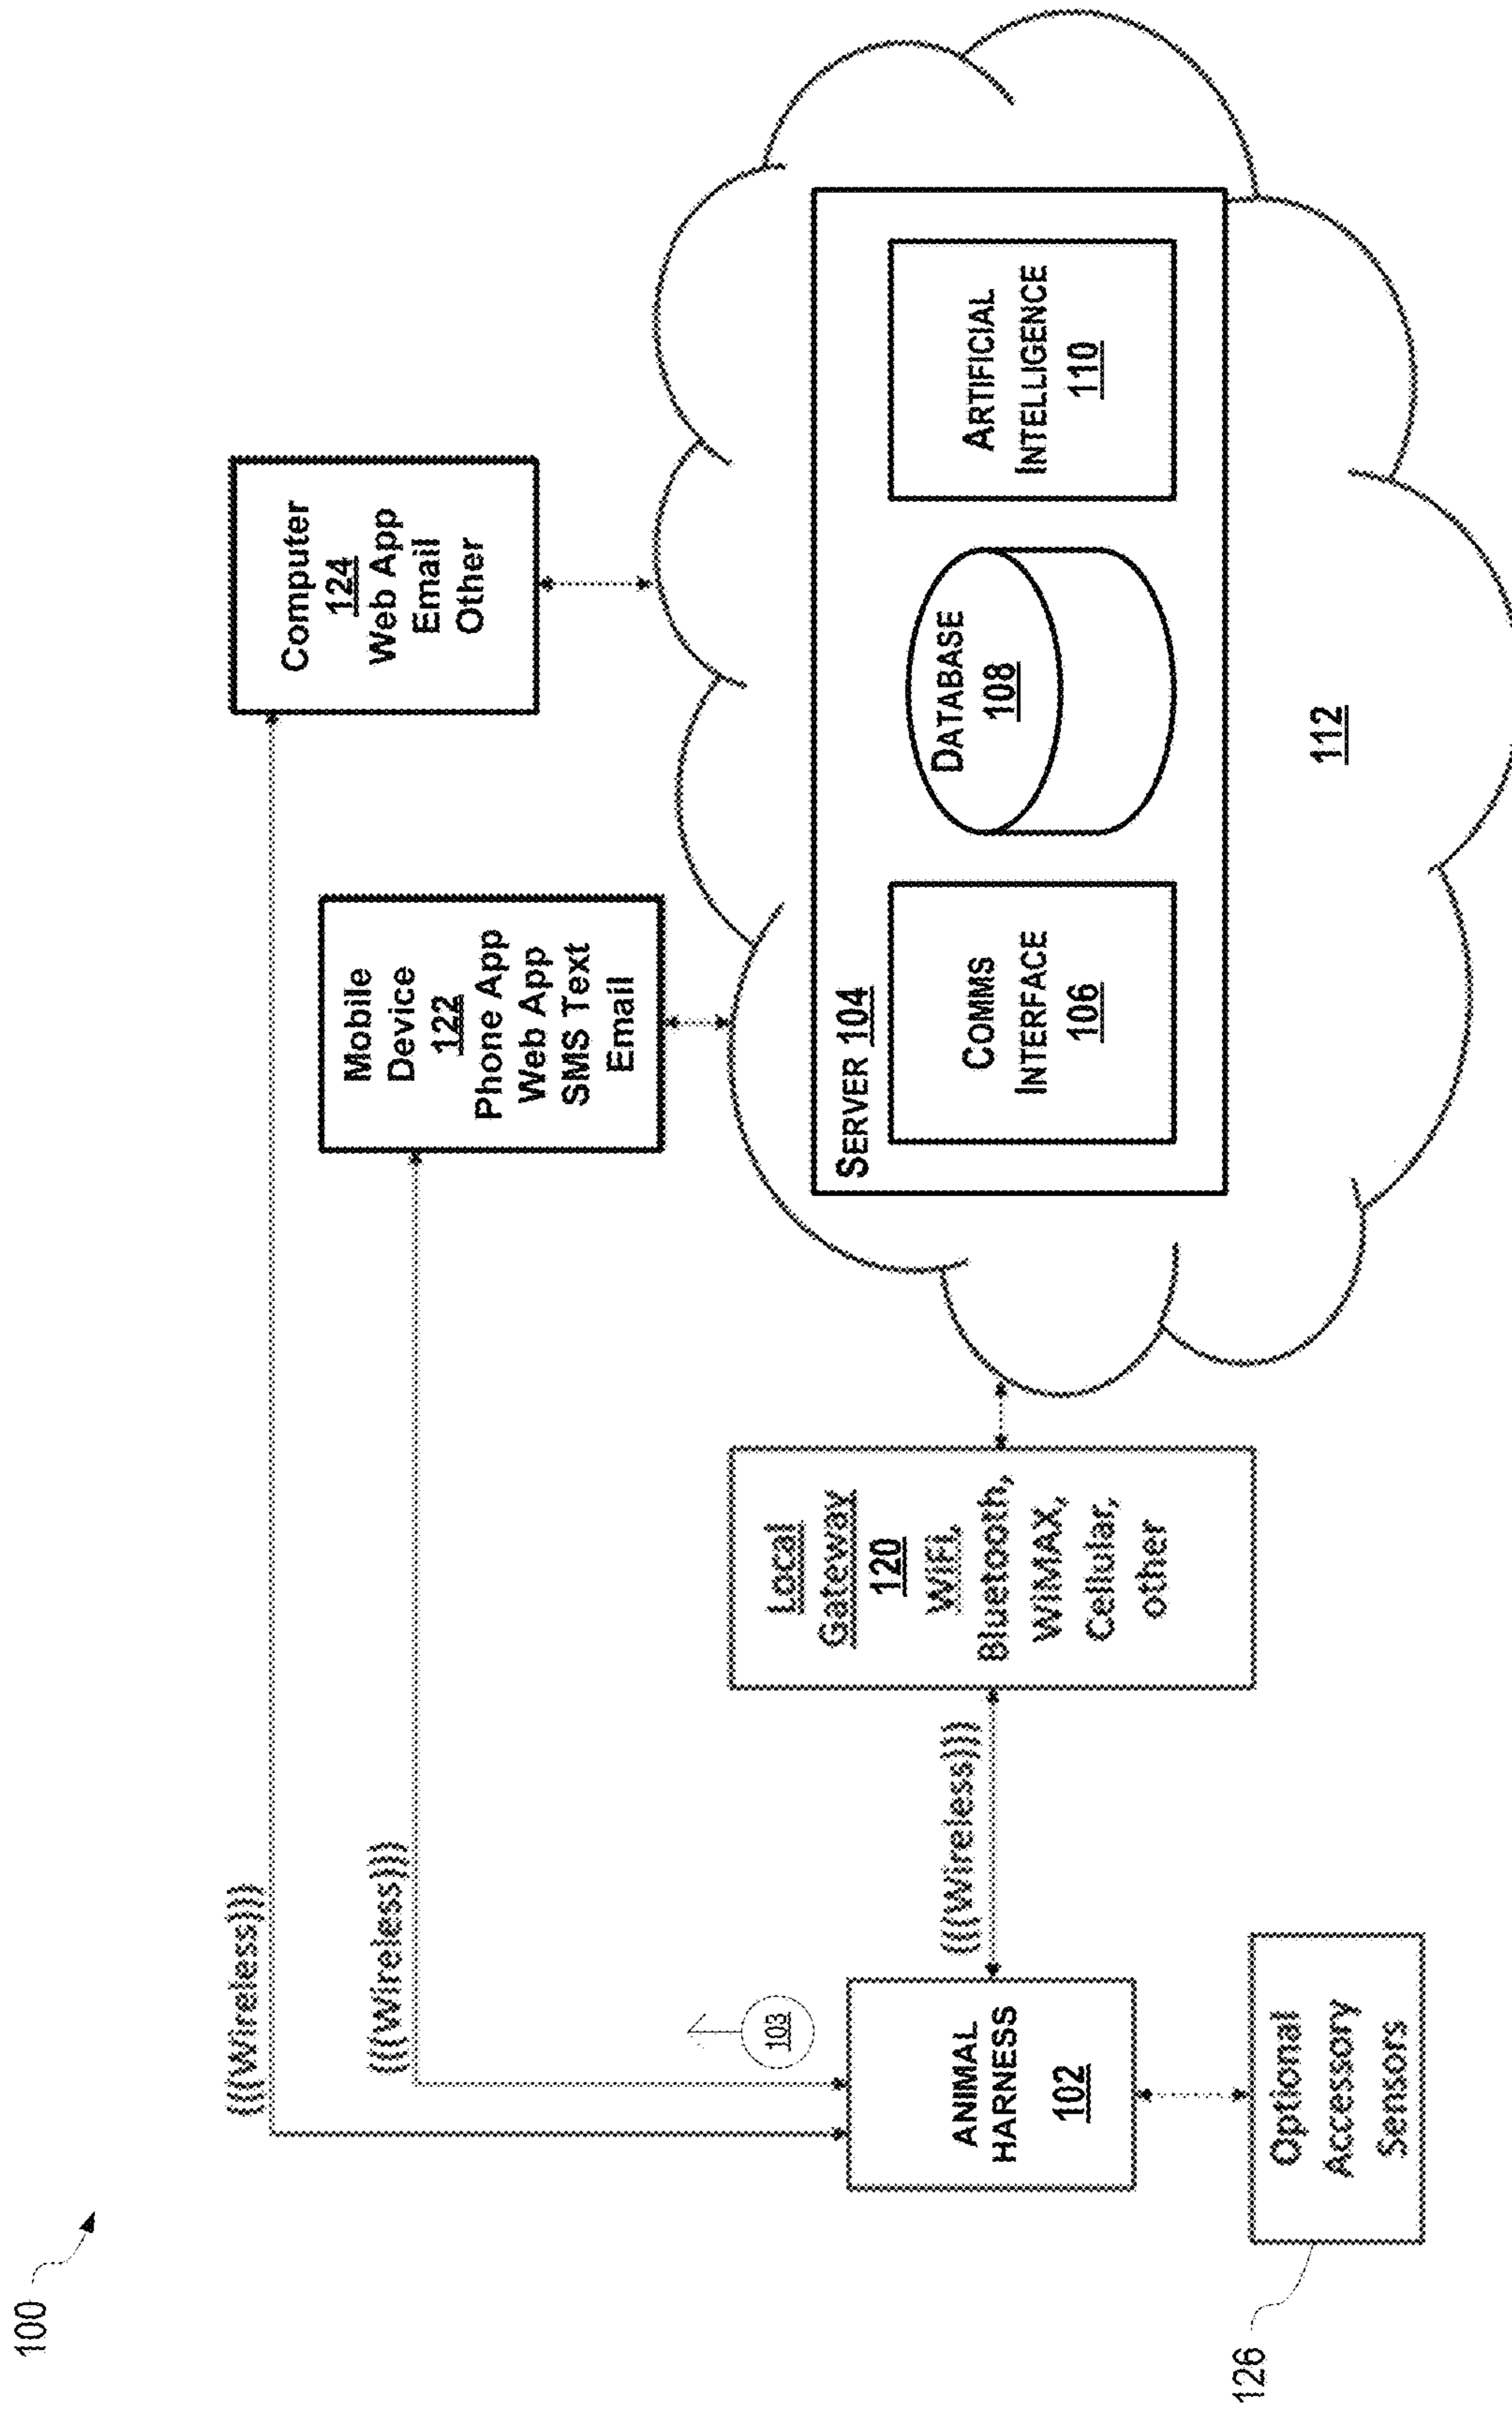 100
(((Wireless)))
Computer
124
Web App
Email
Other
(((Wireless)))
Mobile
Device
122
Phone App
Web App
SMS Text
Email
103
ANIMAL
HARNESS
102
(((Wireless)))
Local
Gateway
120
WiFi,
Bluetooth,
WiMAX,
Cellular,
other
SERVER 104
COMMS
INTERFACE
106
DATABASE
108
ARTIFICIAL
INTELLIGENCE
110
112
Optional
Accessory
Sensors
126